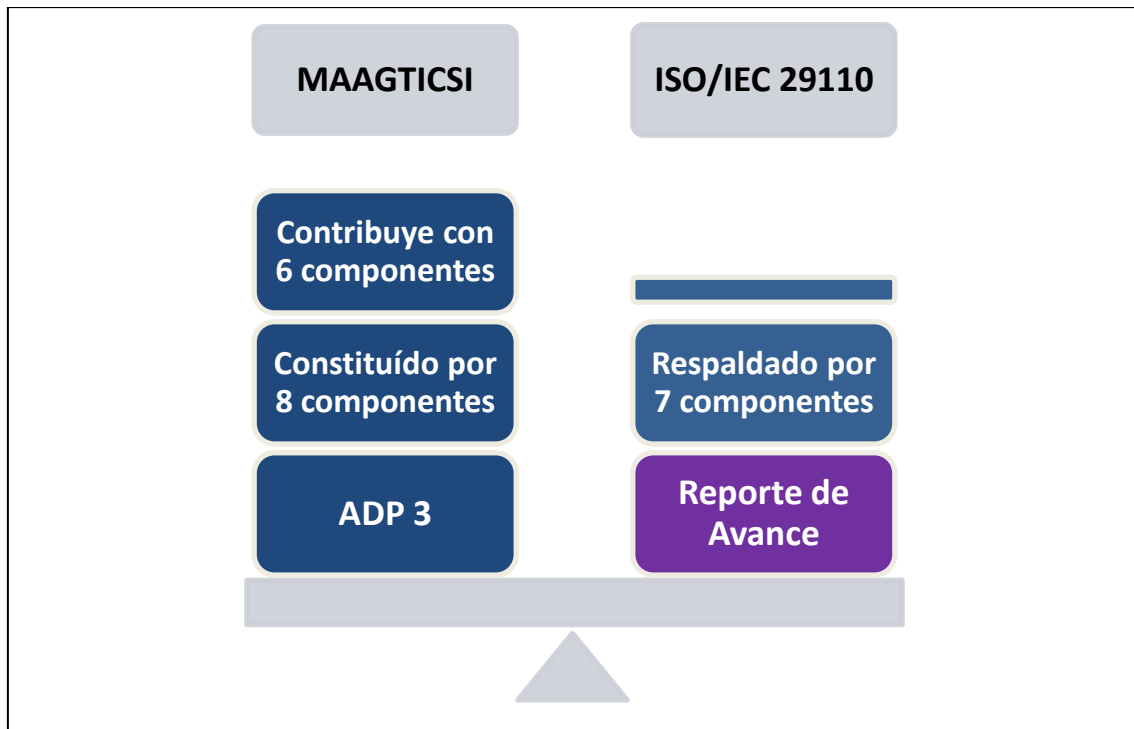 MAAGTICSI
ISO/IEC 29110
Contribuye con
6 componentes
Constituído por
8 componentes
Respaldado por
7 componentes
ADP 3
Reporte de
Avance